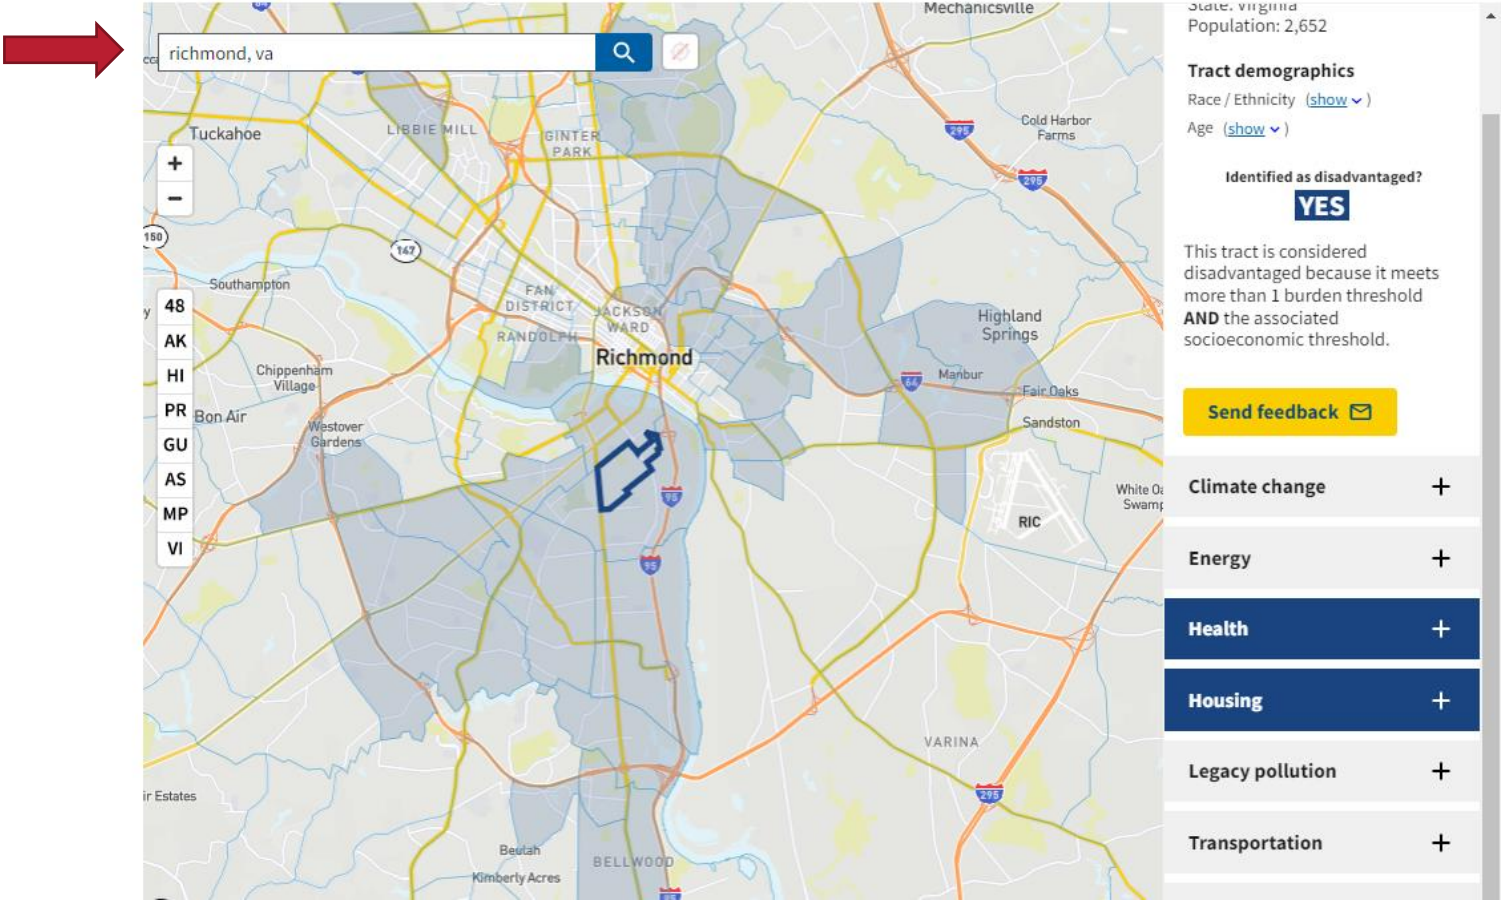 Mechanicsville
State: Virginia
Population: 2,652
richmond, va
Tract demographics
Race / Ethnicity (show)
Age (show)
Tuckahoe
LIBBIE MILL
GINTER
PARK
295
Cold Harbor
Farms
295
+
−
Identified as disadvantaged?
YES
150
147
This tract is considered
disadvantaged because it meets
more than 1 burden threshold
AND the associated
socioeconomic threshold.
Southampton
FAN
DISTRICT
JACKSON
WARD
RANDOLPH
Richmond
Highland
Springs
48
AK
HI
PR
GU
AS
MP
VI
Chippenham
Village
Bon Air
Westover
Gardens
64
Manbur
Fair Oaks
Sandston
Send feedback
95
White Oa
Swamp
RIC
95
Climate change +
Energy +
Health +
Housing +
VARINA
Legacy pollution +
295
ir Estates
Transportation +
Beulah
BELLWOOD
Kimberly Acres
95